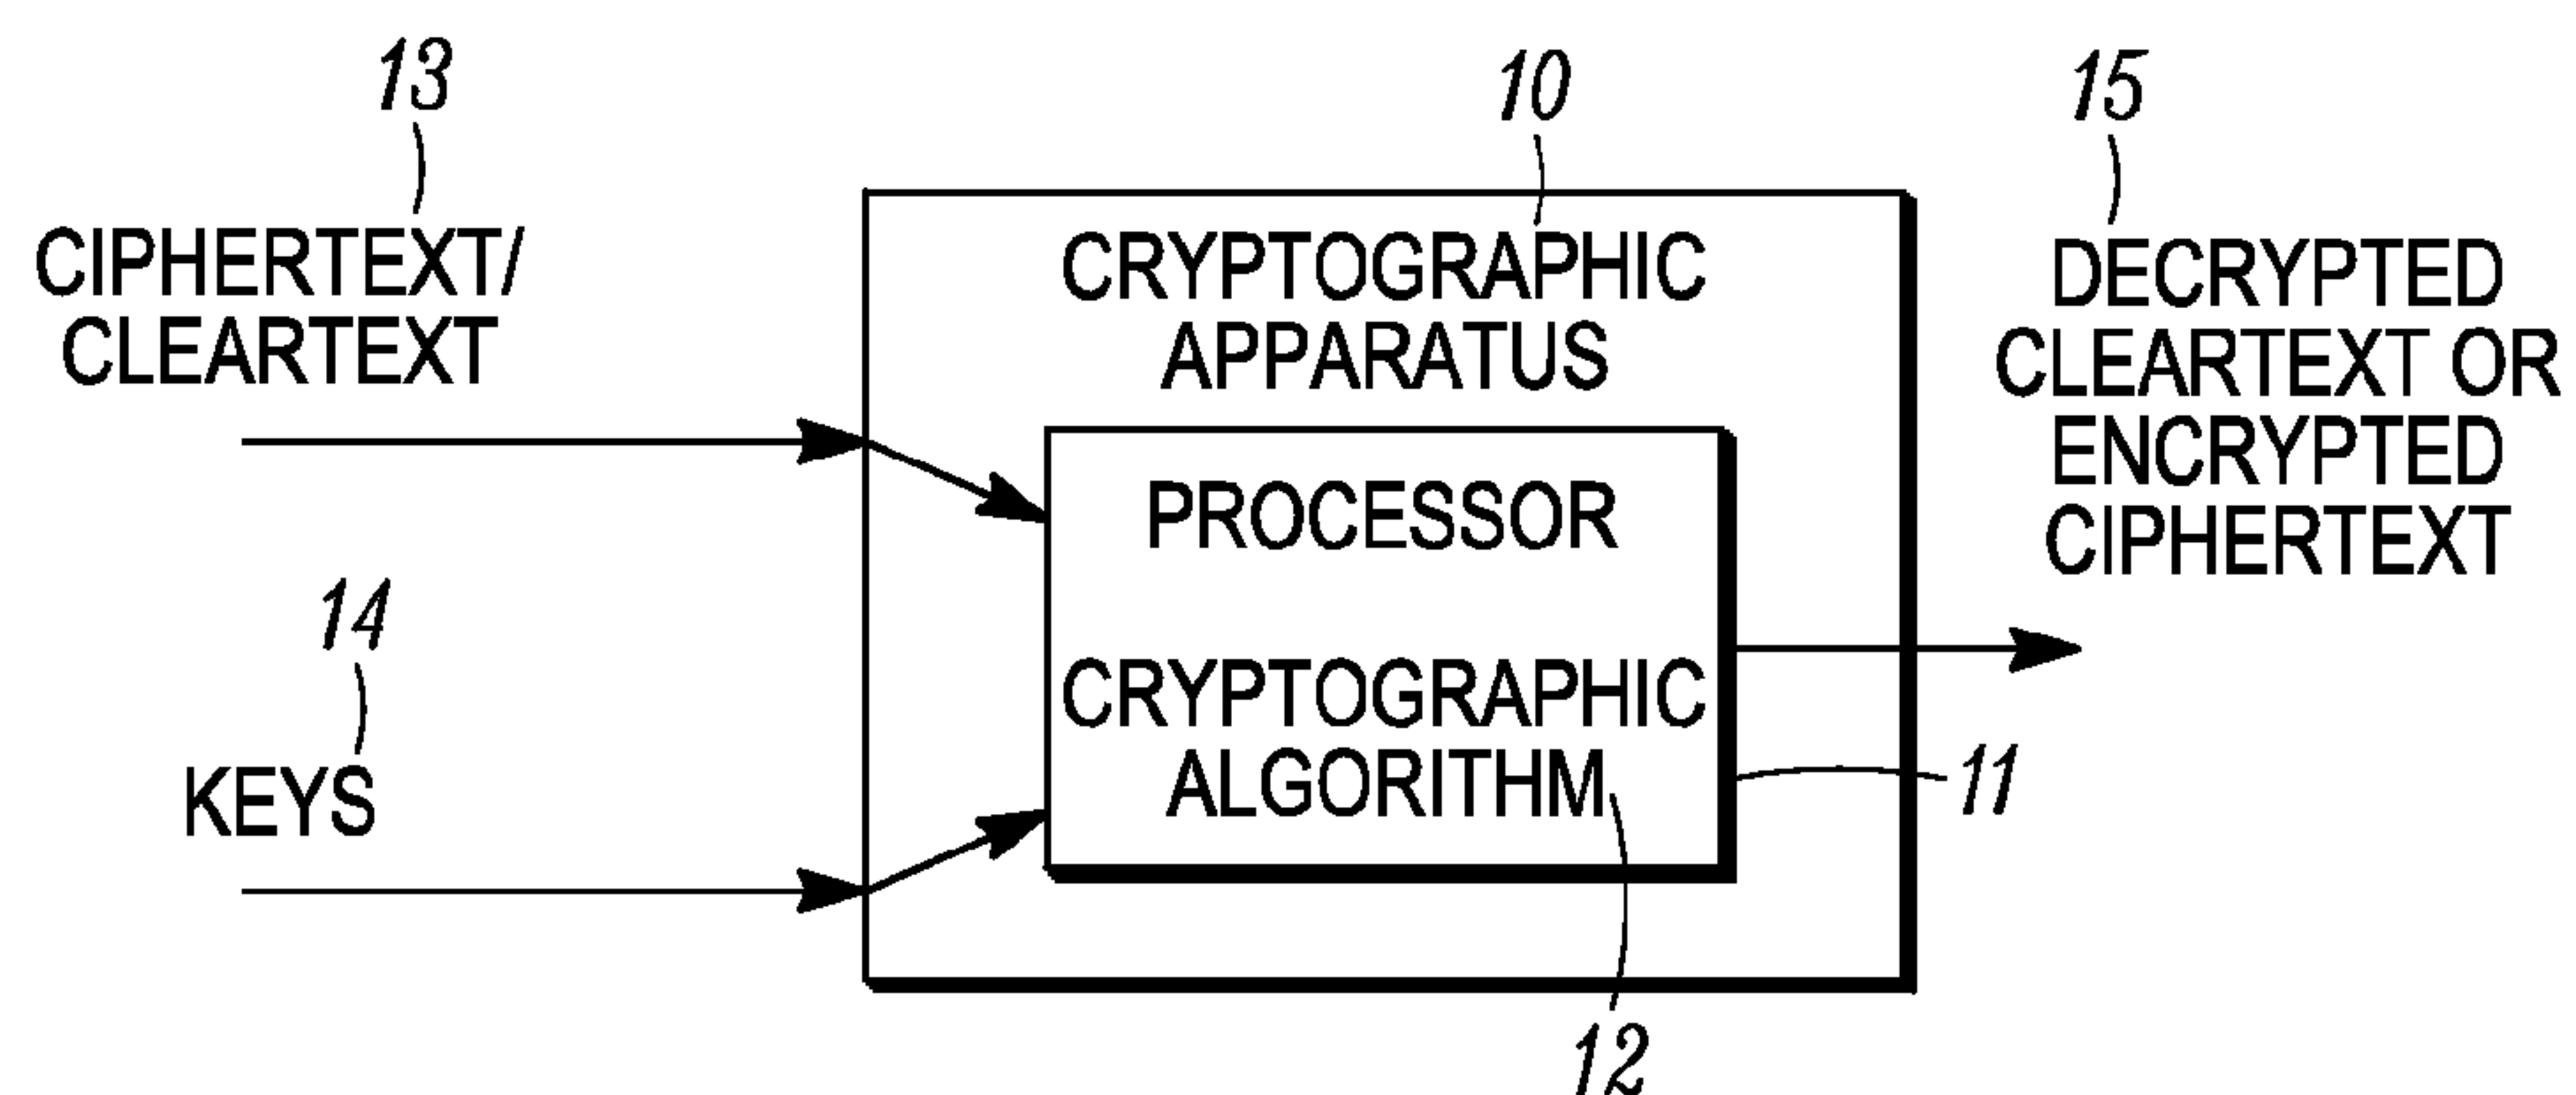 13
CIPHERTEXT/
CLEARTEXT
14
KEYS
10
CRYPTOGRAPHIC
APPARATUS
PROCESSOR
CRYPTOGRAPHIC
ALGORITHM
12
11
15
DECRYPTED
CLEARTEXT OR
ENCRYPTED
CIPHERTEXT